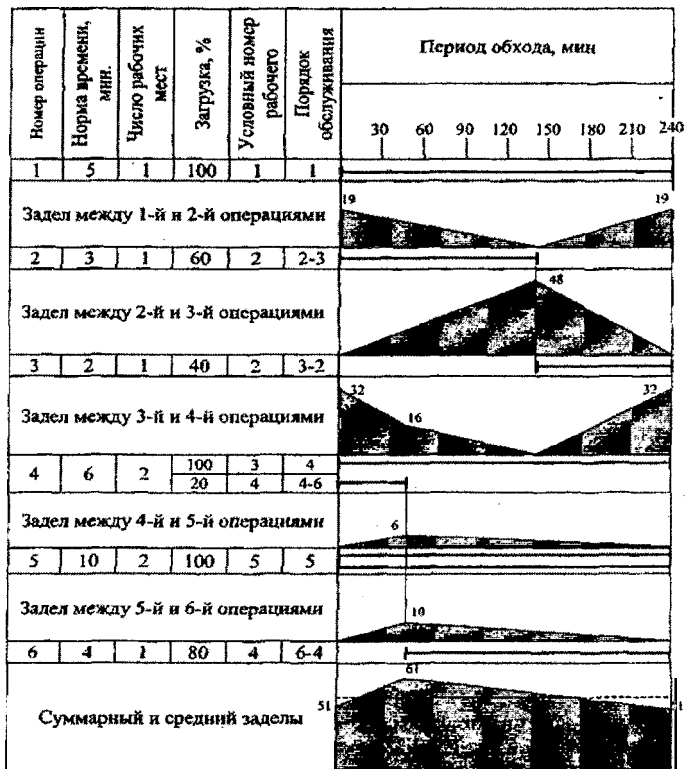 Номер операции
Норма времени, мин.
Число рабочих мест
Загрузка, %
Условный номер рабочего
Порядок обслуживания
Период обхода, мин
30 60 90 120 150 180 210 240
1 5 1 100 1 1
Задел между 1-й и 2-й операциями
19 19
2 3 1 60 2 2-3
Задел между 2-й и 3-й операциями
48
3 2 1 40 2 3-2
Задел между 3-й и 4-й операциями
32 16 32
4 6 2
100 3 4
20 4 4-6
Задел между 4-й и 5-й операциями
6
5 10 2 100 5 5
Задел между 5-й и 6-й операциями
10
6 4 1 80 4 6-4
Суммарный и средний заделы
51 61